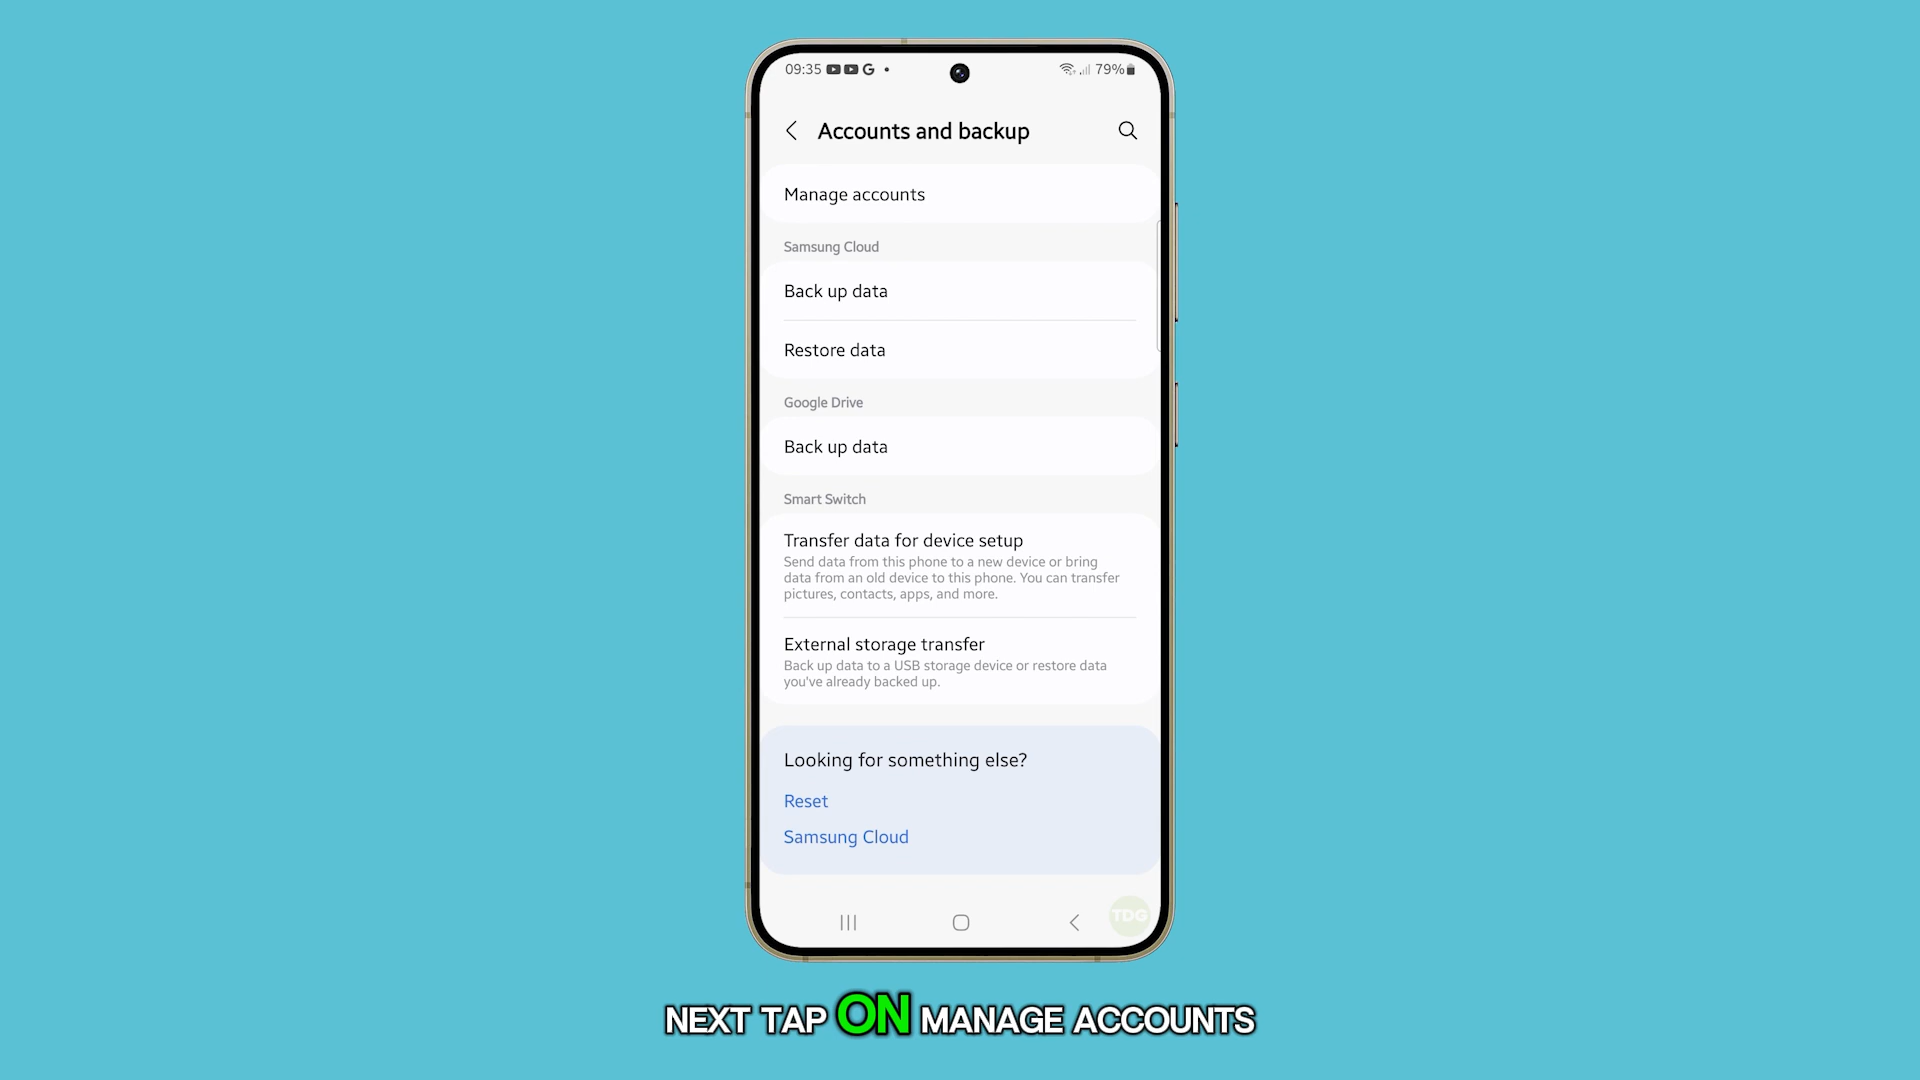 09:35 79%
Accounts and backup
Manage accounts
Samsung Cloud
Back up data
Restore data
Google Drive
Back up data
Smart Switch
Transfer data for device setup
Send data from this phone to a new device or bring
data from an old device to this phone. You can transfer
pictures, contacts, apps, and more.
External storage transfer
Back up data to a USB storage device or restore data
you've already backed up.
Looking for something else?
Reset
Samsung Cloud
TDG
NEXT TAP ON MANAGE ACCOUNTS